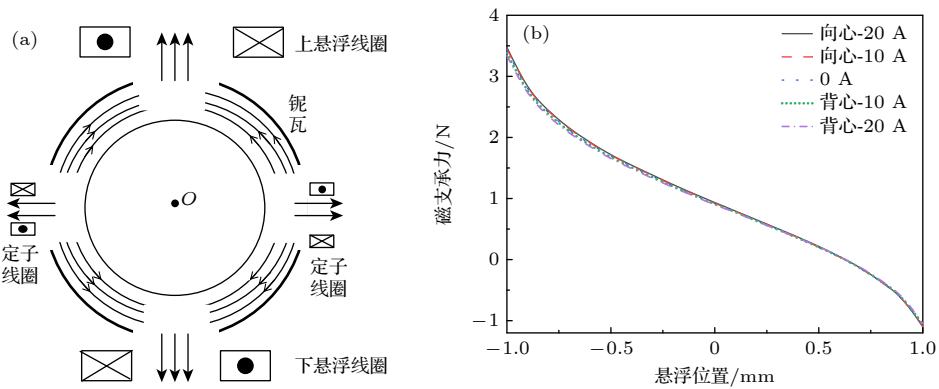 (a)
上悬浮线圈
铌
瓦
O
定子
线圈
定子
线圈
下悬浮线圈
(b)
向心-20 A
向心-10 A
0 A
背心-10 A
背心-20 A
磁支承力/N
4
3
2
1
0
−1
−1.0 −0.5 0 0.5 1.0
悬浮位置/mm